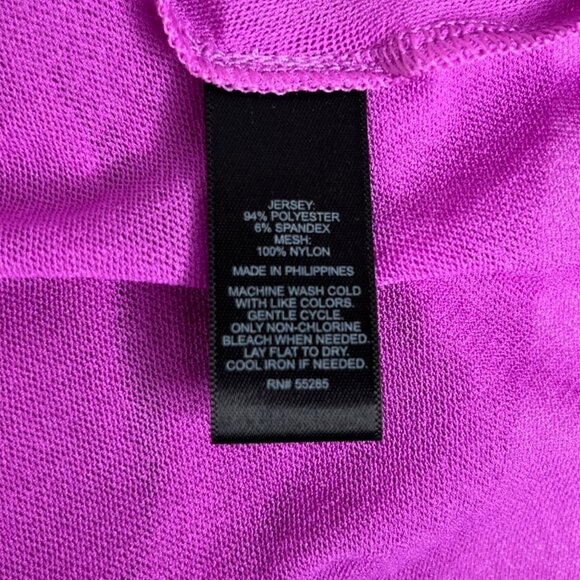 JERSEY:
94% POLYESTER
6% SPANDEX
MESH:
100% NYLON
MADE IN PHILIPPINES
MACHINE WASH COLD
WITH LIKE COLORS.
GENTLE CYCLE.
ONLY NON-CHLORINE
BLEACH WHEN NEEDED.
LAY FLAT TO DRY.
COOL IRON IF NEEDED.
RN# 55285